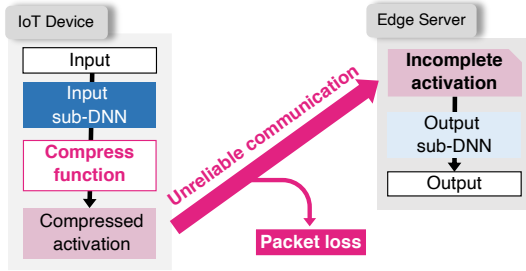 IoT Device
Input
Input
sub-DNN
Compress
function
Compressed
activation
Unreliable communication
Packet loss
Edge Server
Incomplete
activation
Output
sub-DNN
Output